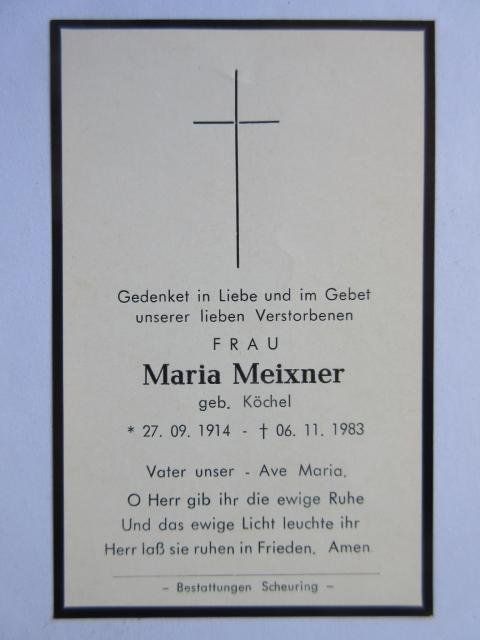 Gedenket in Liebe und im Gebet
unserer lieben Verstorbenen
FRAU
Maria Meixner
geb. Köchel
* 27. 09. 1914 - † 06. 11. 1983
Vater unser - Ave Maria.
O Herr gib ihr die ewige Ruhe
Und das ewige Licht leuchte ihr
Herr laß sie ruhen in Frieden. Amen
– Bestattungen Scheuring –